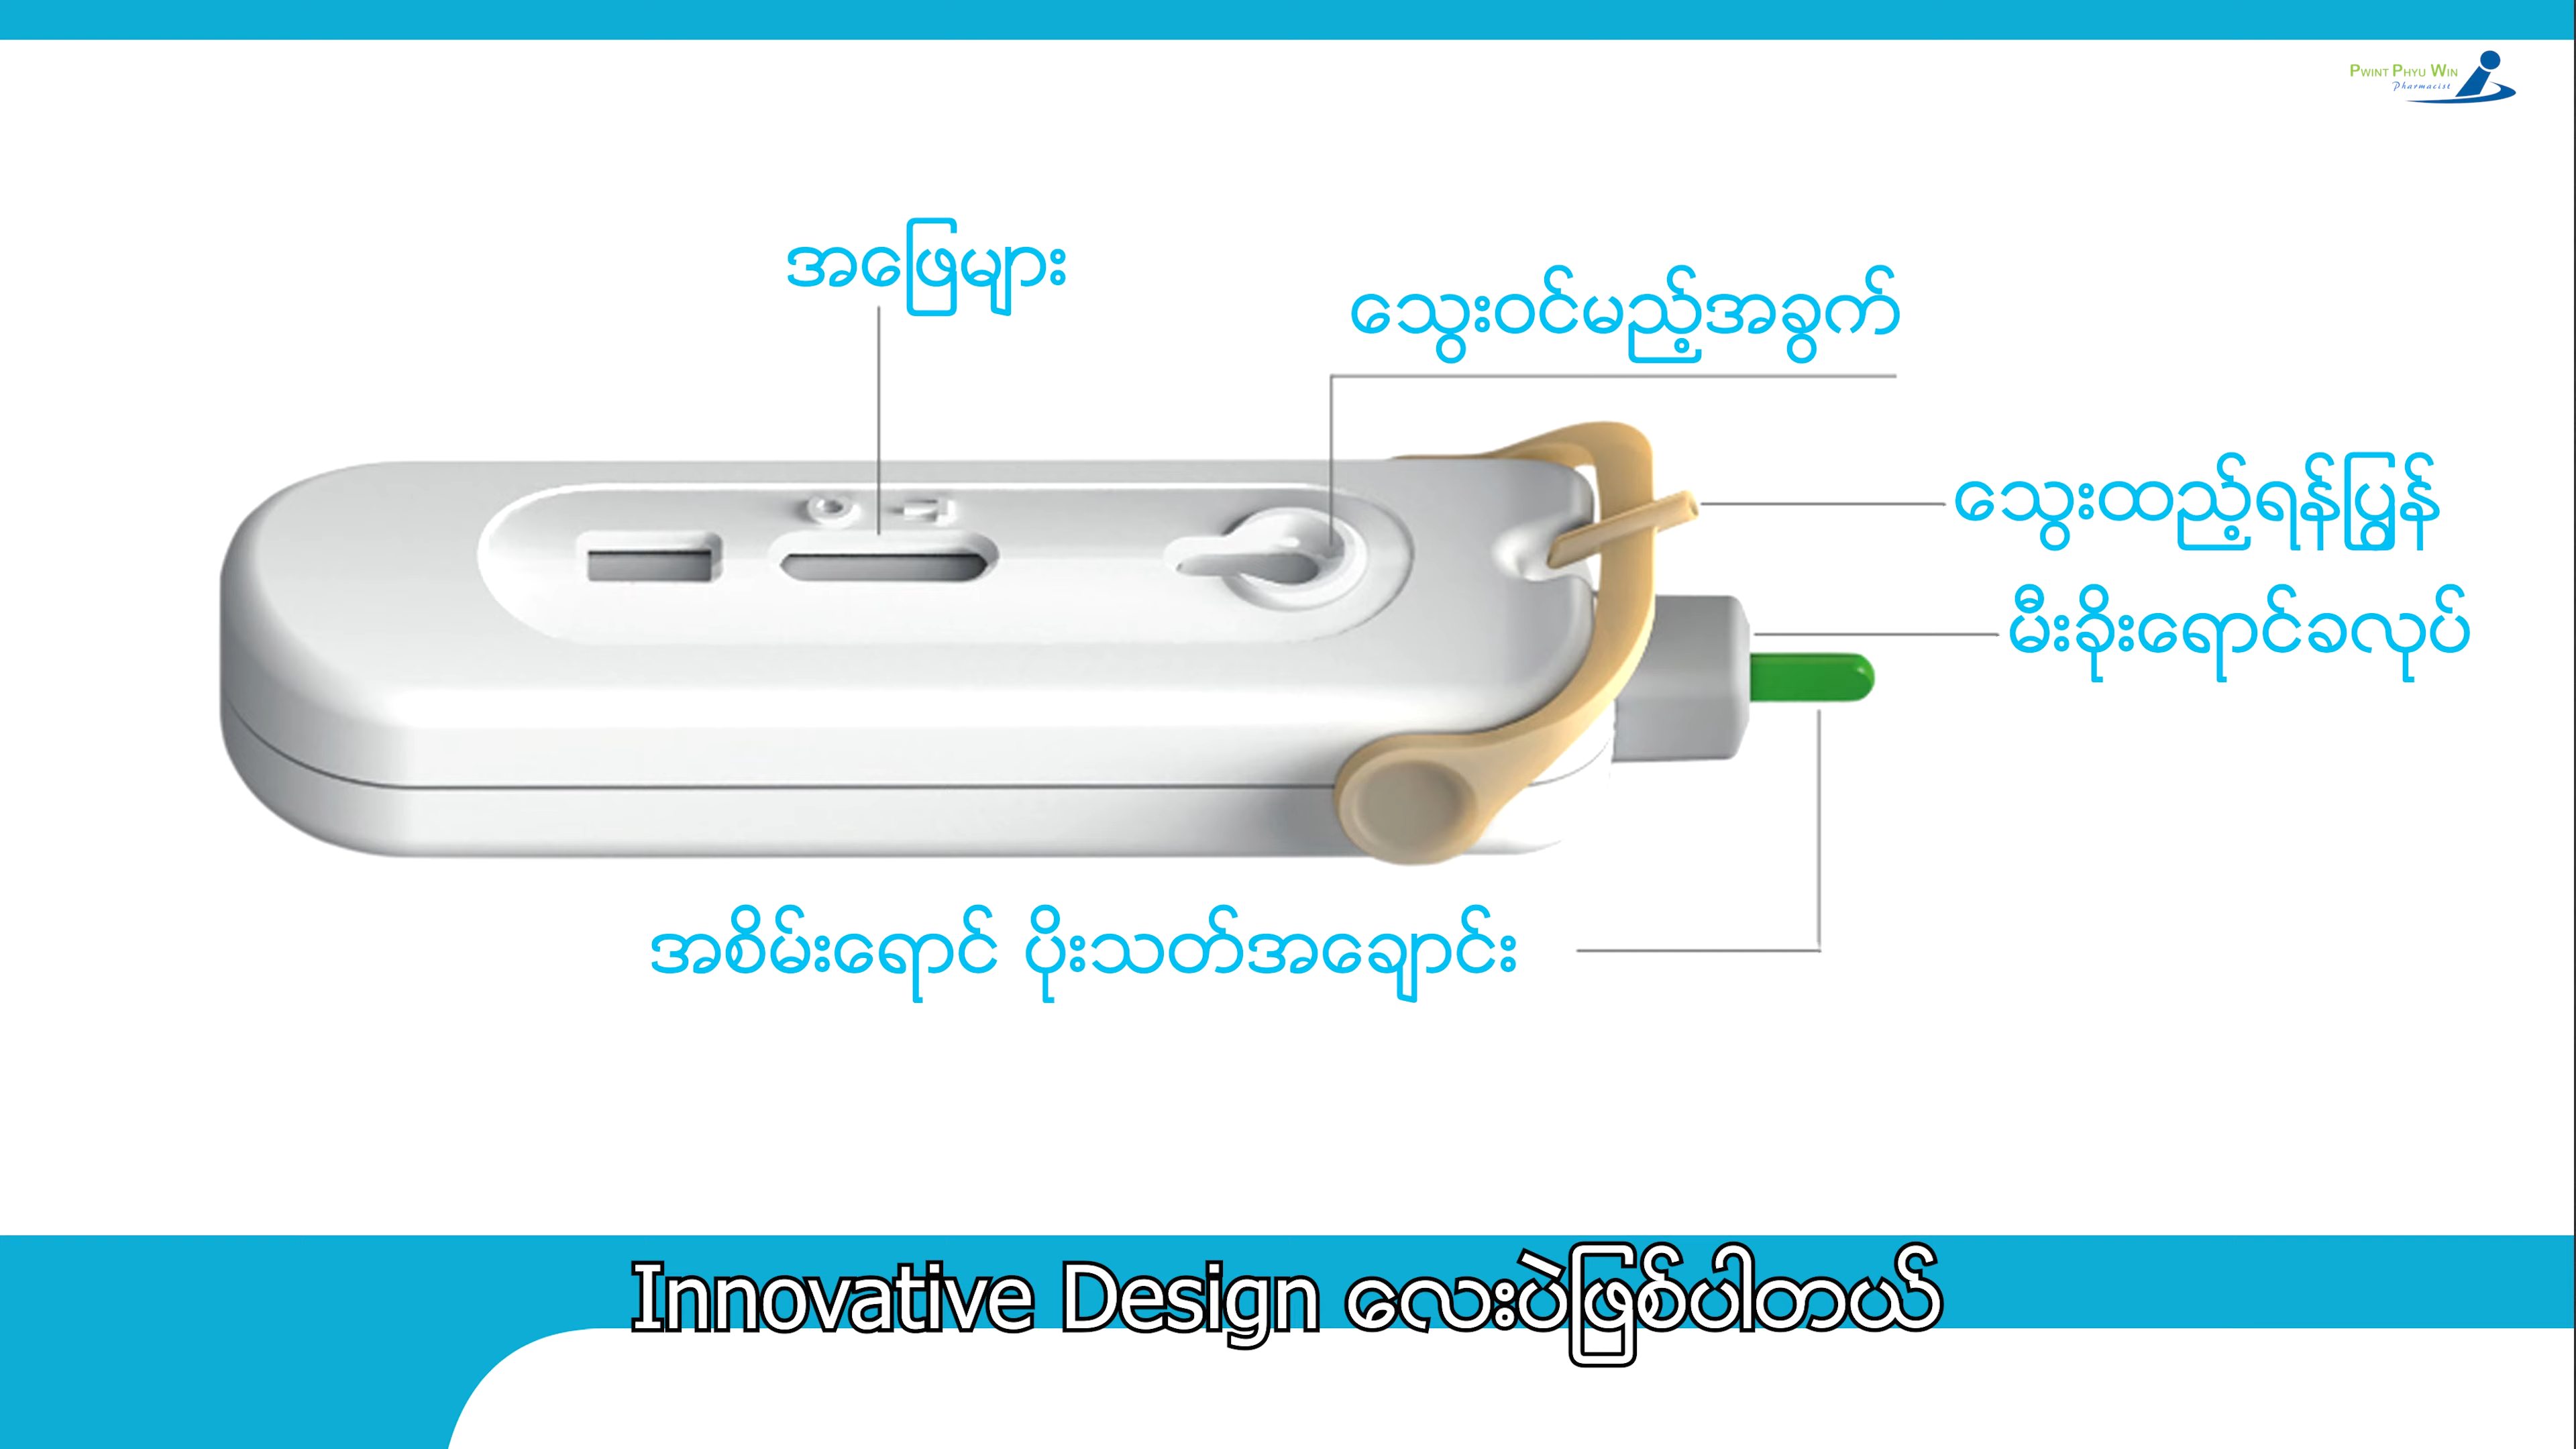 PWINT PHYU WIN
Pharmacist
အဖြေများ
သွေးဝင်မည့်အခွက်
သွေးထည့်ရန်ပြွန်
မီးခိုးရောင်ခလုပ်
အစိမ်းရောင် ပိုးသတ်အချောင်း
Innovative Design လေးပဲဖြစ်ပါတယ်